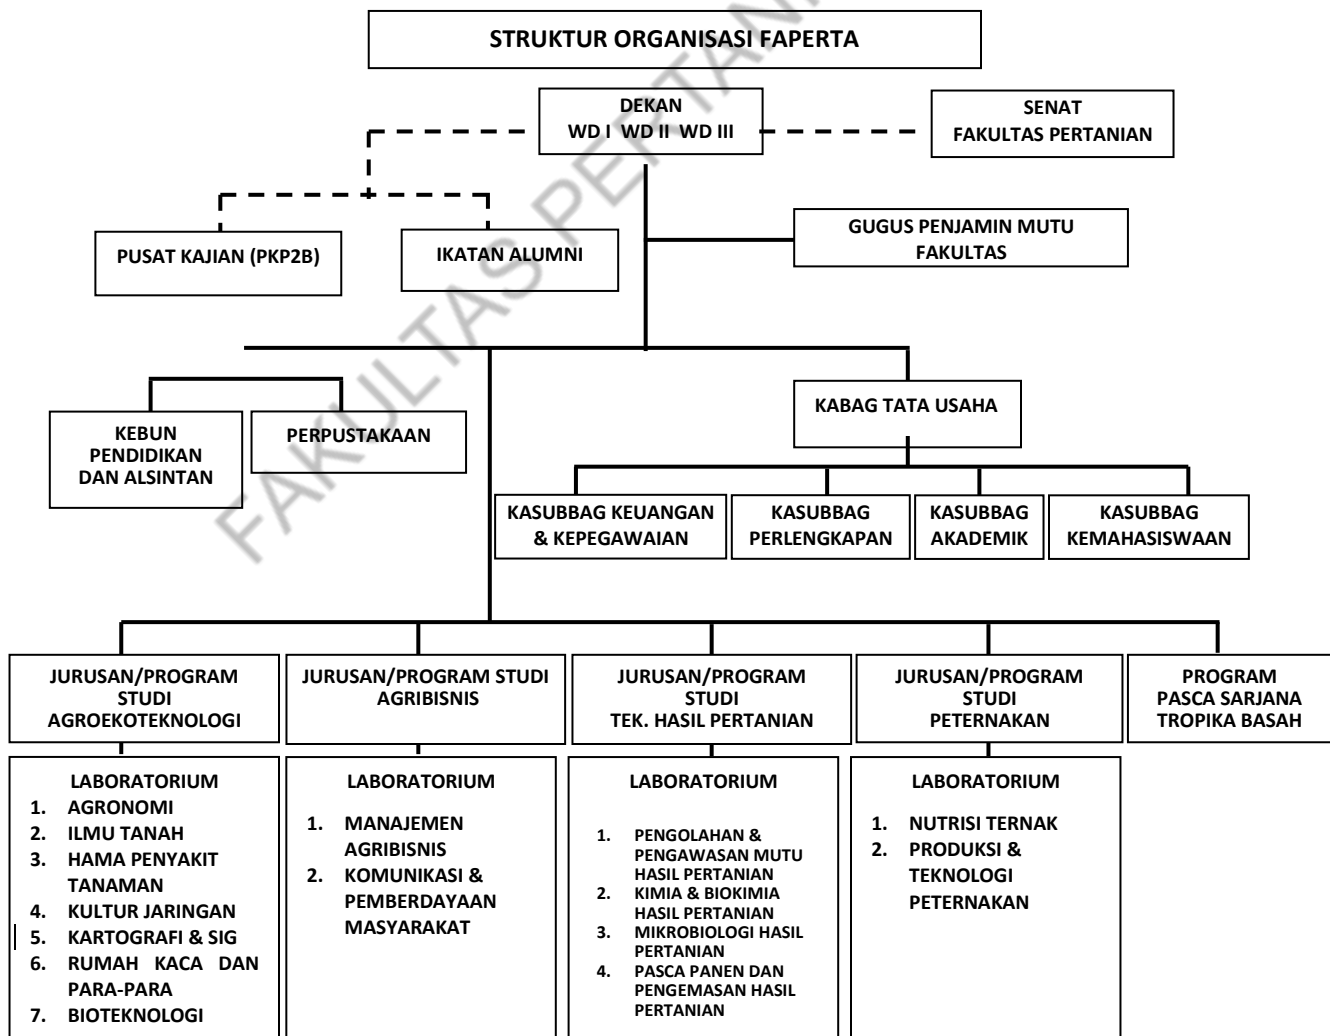 STRUKTUR ORGANISASI FAPERTA
DEKAN
WD I WD II WD III
SENAT
FAKULTAS PERTANIAN
PUSAT KAJIAN (PKP2B)
IKATAN ALUMNI
GUGUS PENJAMIN MUTU
FAKULTAS
KEBUN
PENDIDIKAN
DAN ALSINTAN
PERPUSTAKAAN
KABAG TATA USAHA
KASUBBAG KEUANGAN
& KEPEGAWAIAN
KASUBBAG
PERLENGKAPAN
KASUBBAG
AKADEMIK
KASUBBAG
KEMAHASISWAAN
JURUSAN/PROGRAM
STUDI
AGROEKOTEKNOLOGI
JURUSAN/PROGRAM STUDI
AGRIBISNIS
JURUSAN/PROGRAM
STUDI
TEK. HASIL PERTANIAN
JURUSAN/PROGRAM
STUDI
PETERNAKAN
PROGRAM
PASCA SARJANA
TROPIKA BASAH
LABORATORIUM
1. AGRONOMI
2. ILMU TANAH
3. HAMA PENYAKIT
TANAMAN
4. KULTUR JARINGAN
5. KARTOGRAFI & SIG
6. RUMAH KACA DAN
PARA-PARA
7. BIOTEKNOLOGI
LABORATORIUM
1. MANAJEMEN
AGRIBISNIS
2. KOMUNIKASI &
PEMBERDAYAAN
MASYARAKAT
LABORATORIUM
1. PENGOLAHAN &
PENGAWASAN MUTU
HASIL PERTANIAN
2. KIMIA & BIOKIMIA
HASIL PERTANIAN
3. MIKROBIOLOGI HASIL
PERTANIAN
4. PASCA PANEN DAN
PENGEMASAN HASIL
PERTANIAN
LABORATORIUM
1. NUTRISI TERNAK
2. PRODUKSI &
TEKNOLOGI
PETERNAKAN
FAKULTAS